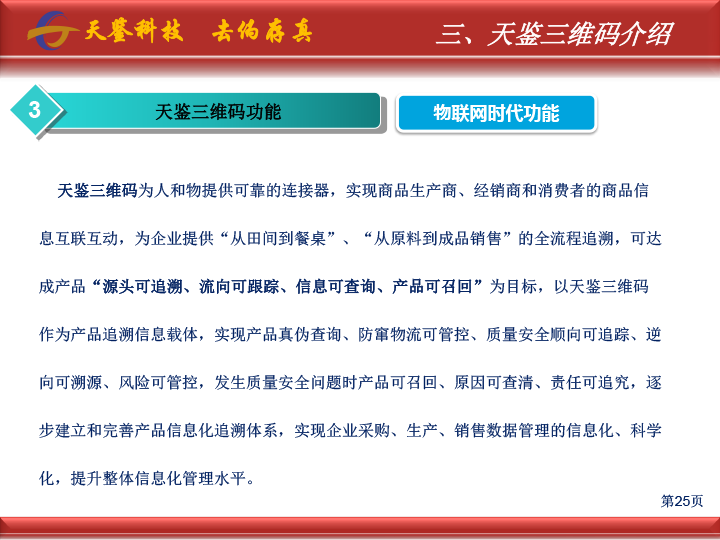 天鉴科技 去伪存真
三、天鉴三维码介绍
3
天鉴三维码功能
物联网时代功能
天鉴三维码为人和物提供可靠的连接器，实现商品生产商、经销商和消费者的商品信
息互联互动，为企业提供“从田间到餐桌”、“从原料到成品销售”的全流程追溯，可达
成产品“源头可追溯、流向可跟踪、信息可查询、产品可召回”为目标，以天鉴三维码
作为产品追溯信息载体，实现产品真伪查询、防窜物流可管控、质量安全顺向可追踪、逆
向可溯源、风险可管控，发生质量安全问题时产品可召回、原因可查清、责任可追究，逐
步建立和完善产品信息化追溯体系，实现企业采购、生产、销售数据管理的信息化、科学
化，提升整体信息化管理水平。
第25页